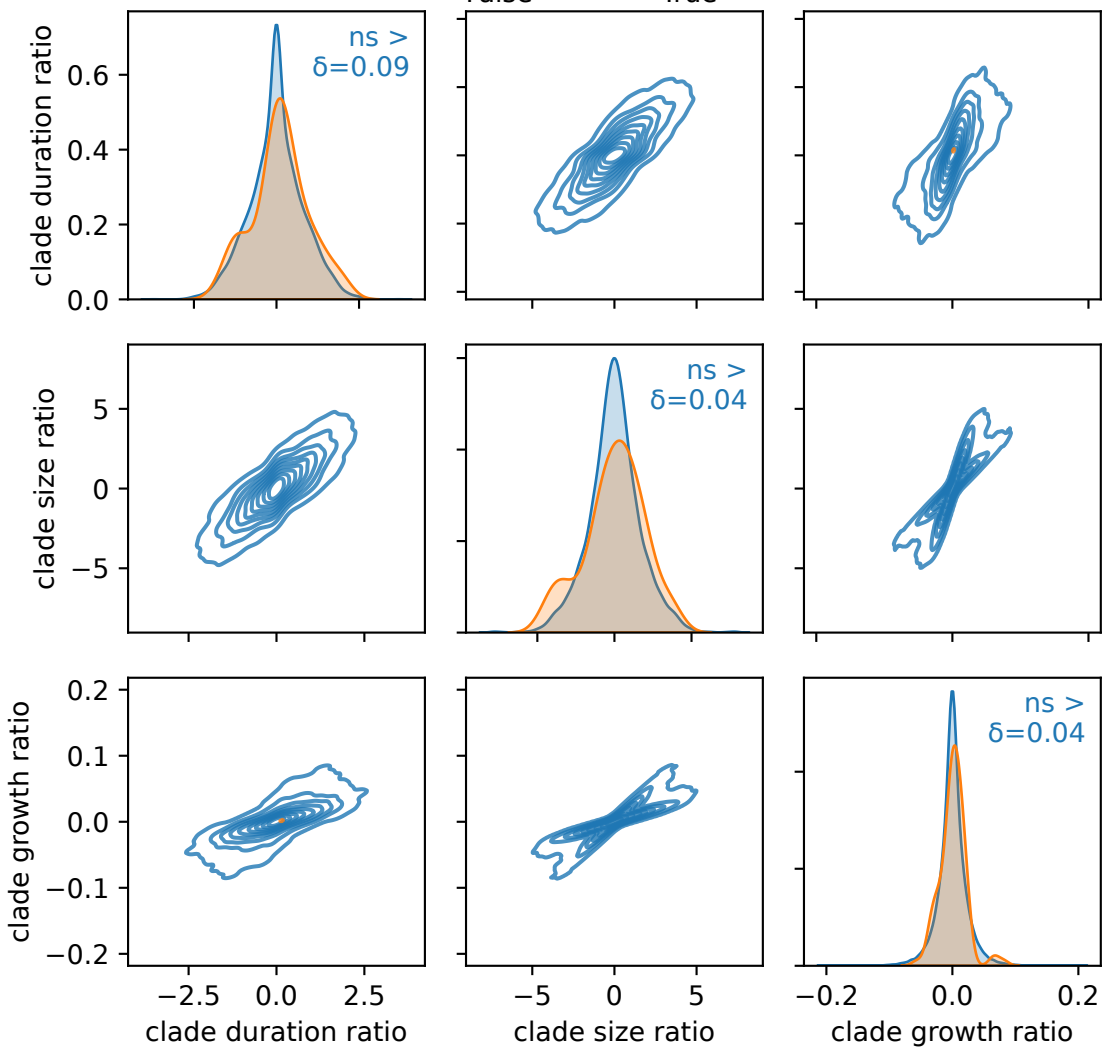 False True
clade duration ratio
0.6
0.4
0.2
0.0
ns >
δ=0.09
clade size ratio
5
0
−5
ns >
δ=0.04
clade growth ratio
0.2
0.1
0.0
−0.1
−0.2
ns >
δ=0.04
−2.5 0.0 2.5
−5 0 5
−0.2 0.0 0.2
clade duration ratio
clade size ratio
clade growth ratio